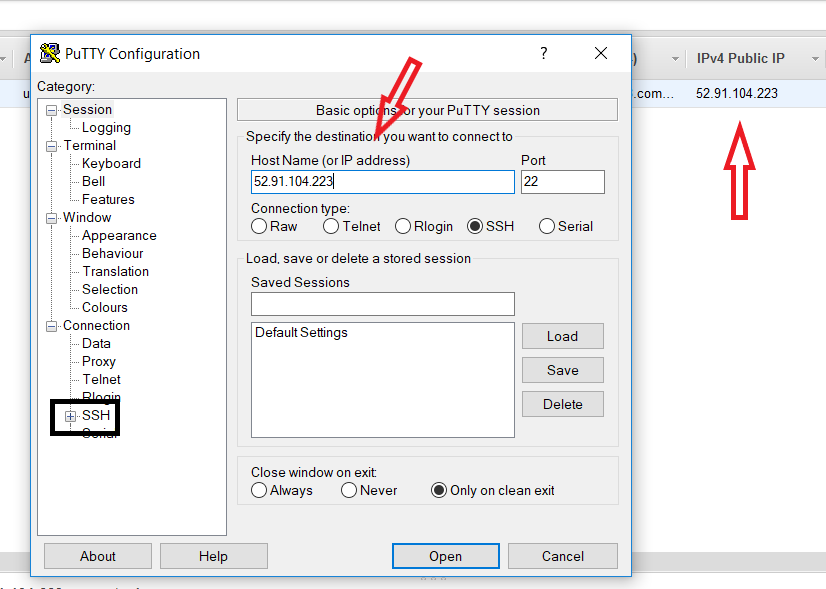 PuTTY Configuration
?
Category:
Session
Logging
Terminal
Keyboard
Bell
Features
Window
Appearance
Behaviour
Translation
Selection
Colours
Connection
Data
Proxy
Telnet
Rlogin
SSH
Serial
Basic options for your PuTTY session
Specify the destination you want to connect to
Host Name (or IP address) Port
52.91.104.223 22
Connection type:
Raw Telnet Rlogin SSH Serial
Load, save or delete a stored session
Saved Sessions
Default Settings
Load
Save
Delete
Close window on exit:
Always Never Only on clean exit
About Help Open Cancel
IPv4 Public IP
.com... 52.91.104.223